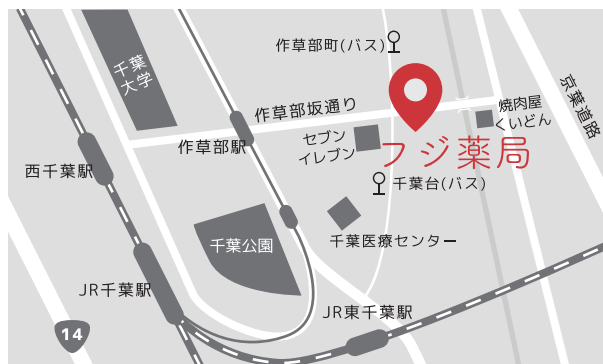 作草部町(バス)
千葉
大学
作草部坂通り
焼肉屋
くいどん
京葉道路
セブン
イレブン
作草部駅
フジ薬局
西千葉駅
千葉台(バス)
千葉公園
千葉医療センター
JR千葉駅
JR東千葉駅
14